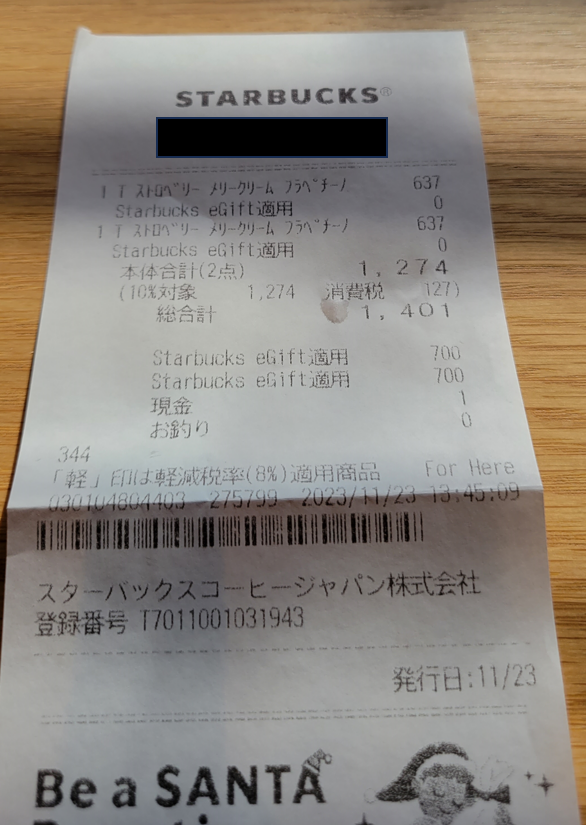 STARBUCKS®
1 T ストロベリー メリークリーム フラペチーノ 637
Starbucks eGift適用 0
1 T ストロベリー メリークリーム フラペチーノ 637
Starbucks eGift適用 0
本体合計(2点) 1,274
(10%対象 1,274 消費税 127)
総合計 1,401
Starbucks eGift適用 700
Starbucks eGift適用 700
現金 1
お釣り 0
344
「軽」印は軽減税率(8%)適用商品 For Here
030104804403 275799 2023/11/23 13:45:09
スターバックスコーヒージャパン株式会社
登録番号 T7011001031943
発行日:11/23
Be a SANTA